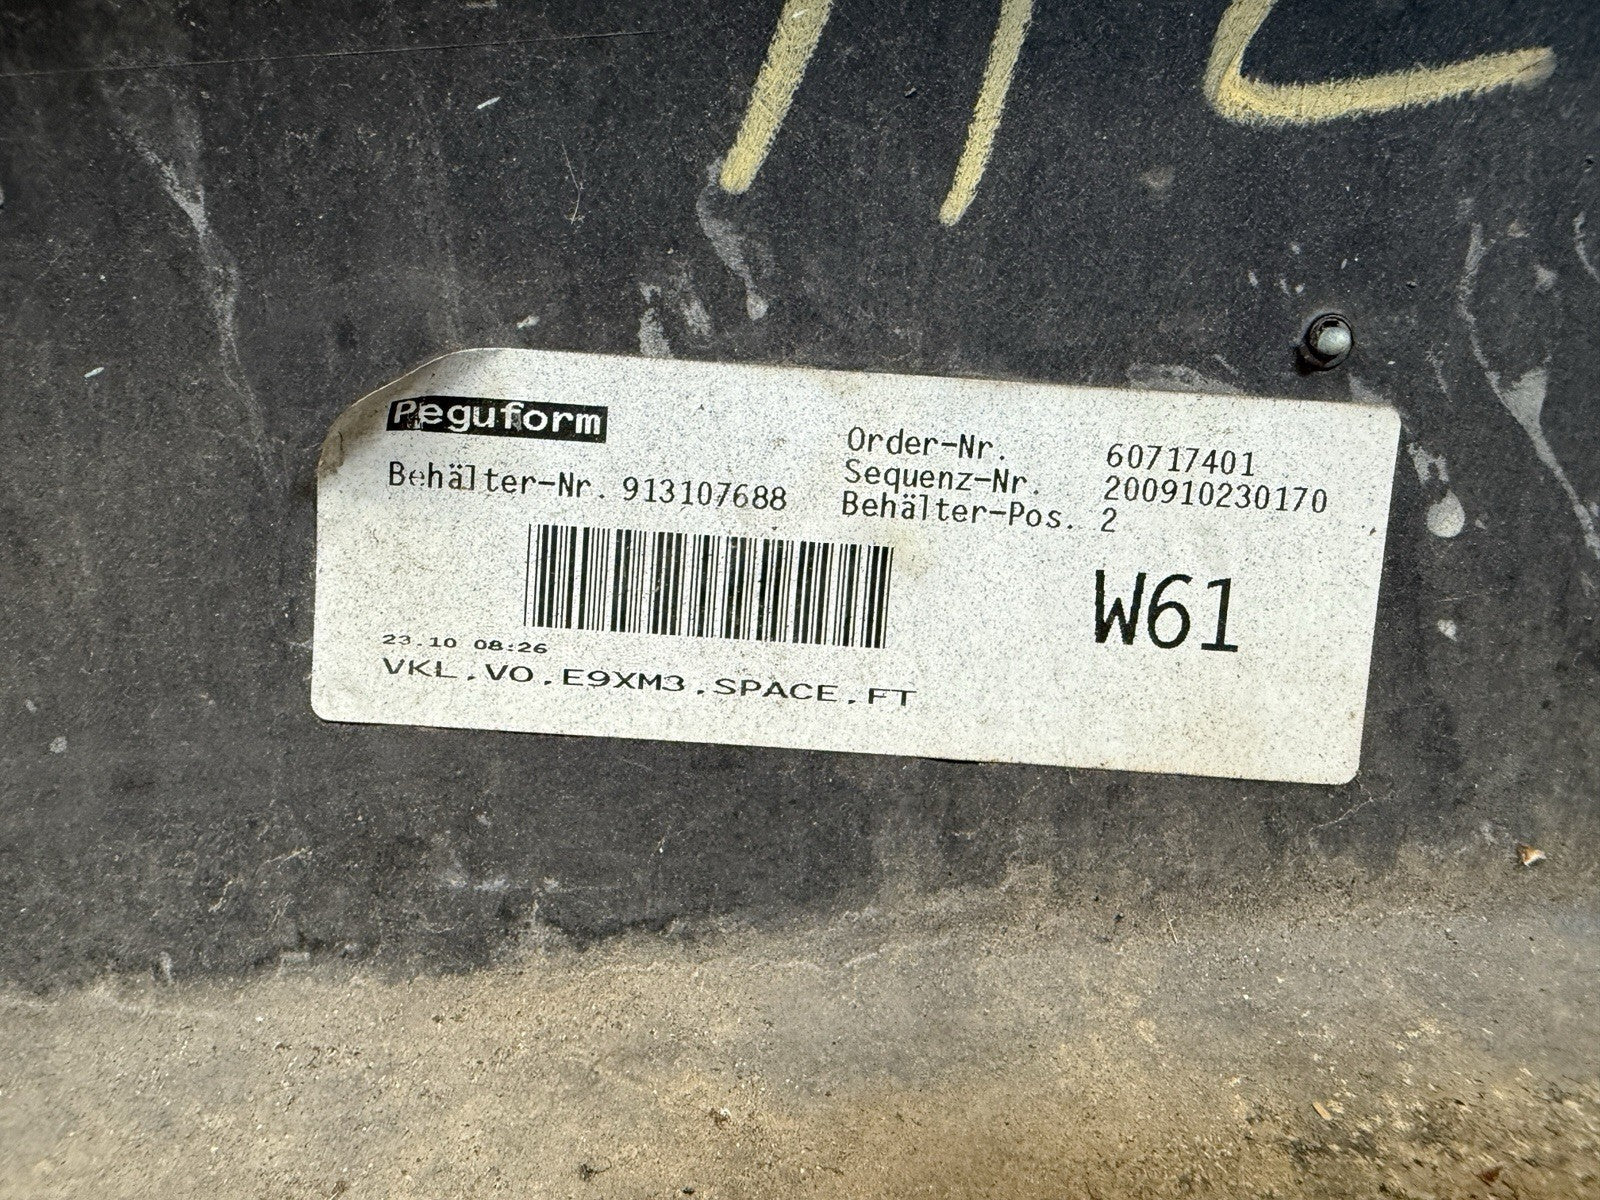 Peguform
Behälter-Nr. 913107688
Order-Nr. 60717401
Sequenz-Nr. 200910230170
Behälter-Pos. 2
W61
23.10 08:26
VKL.VO.E9XM3.SPACE.FT